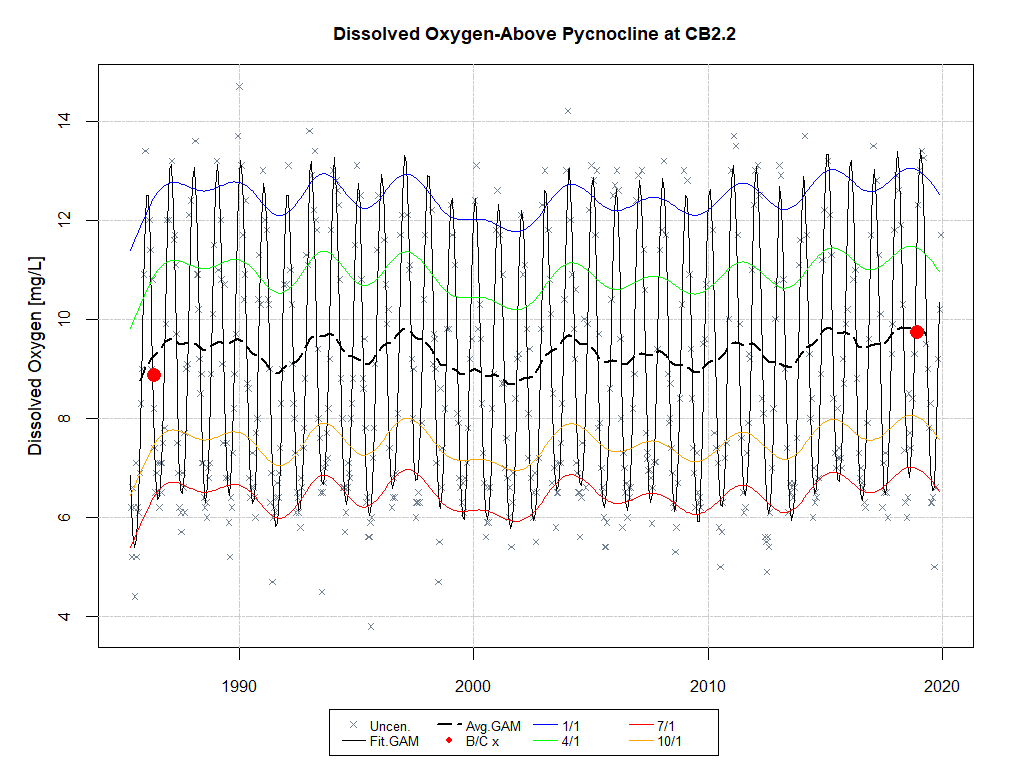 Dissolved Oxygen-Above Pycnocline at CB2.2
Dissolved Oxygen [mg/L]
14
12
10
8
6
4
1990 2000 2010 2020
Uncen. Avg.GAM 1/1 7/1
Fit.GAM B/C x 4/1 10/1